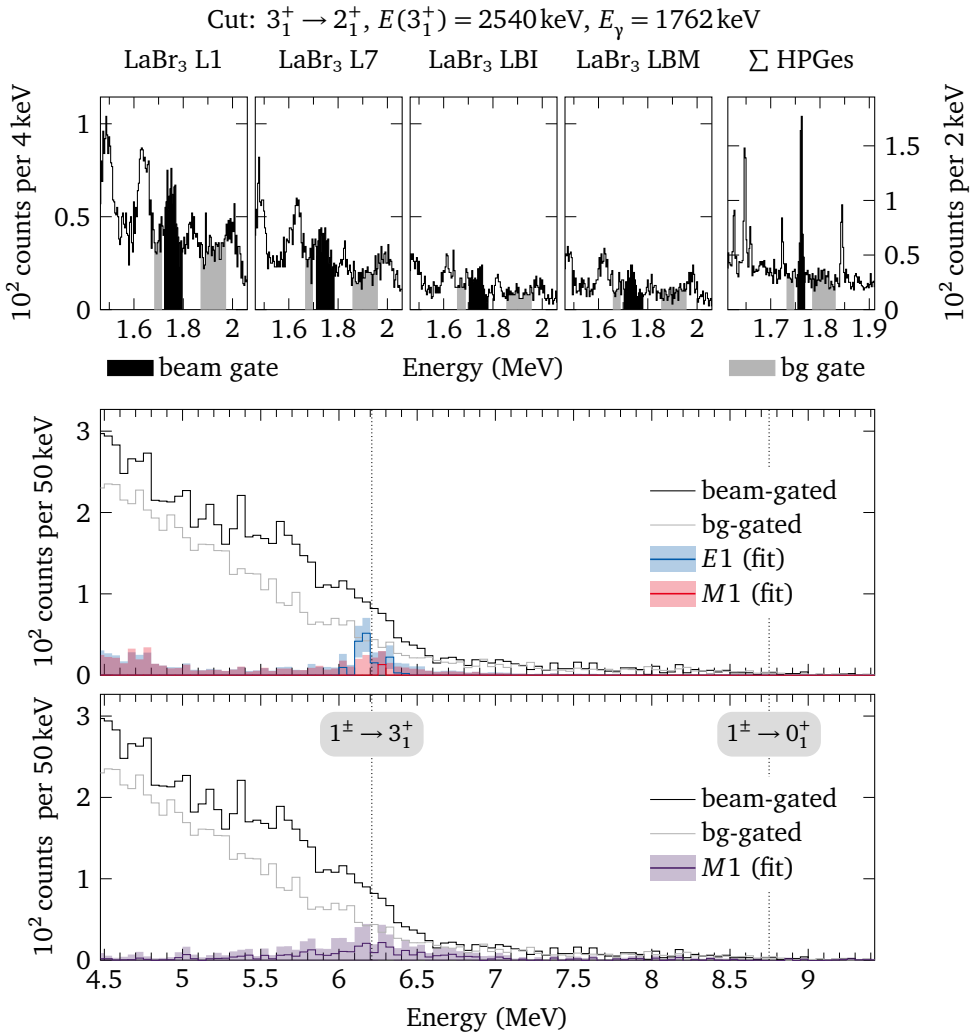 Cut: 3₁⁺ → 2₁⁺, E(3₁⁺) = 2540 keV, E_γ = 1762 keV
LaBr₃ L1 LaBr₃ L7 LaBr₃ LBI LaBr₃ LBM ∑ HPGes
10² counts per 4 keV
1
0.5
0
1.5
1
0.5
0
10² counts per 2 keV
1.6 1.8 2 1.6 1.8 2 1.6 1.8 2 1.6 1.8 2 1.7 1.8 1.9
beam gate Energy (MeV) bg gate
10² counts per 50 keV
3
2
1
0
beam-gated
bg-gated
E1 (fit)
M1 (fit)
10² counts per 50 keV
3
2
1
0
1± → 3₁⁺ 1± → 0₁⁺
beam-gated
bg-gated
M1 (fit)
4.5 5 5.5 6 6.5 7 7.5 8 8.5 9
Energy (MeV)